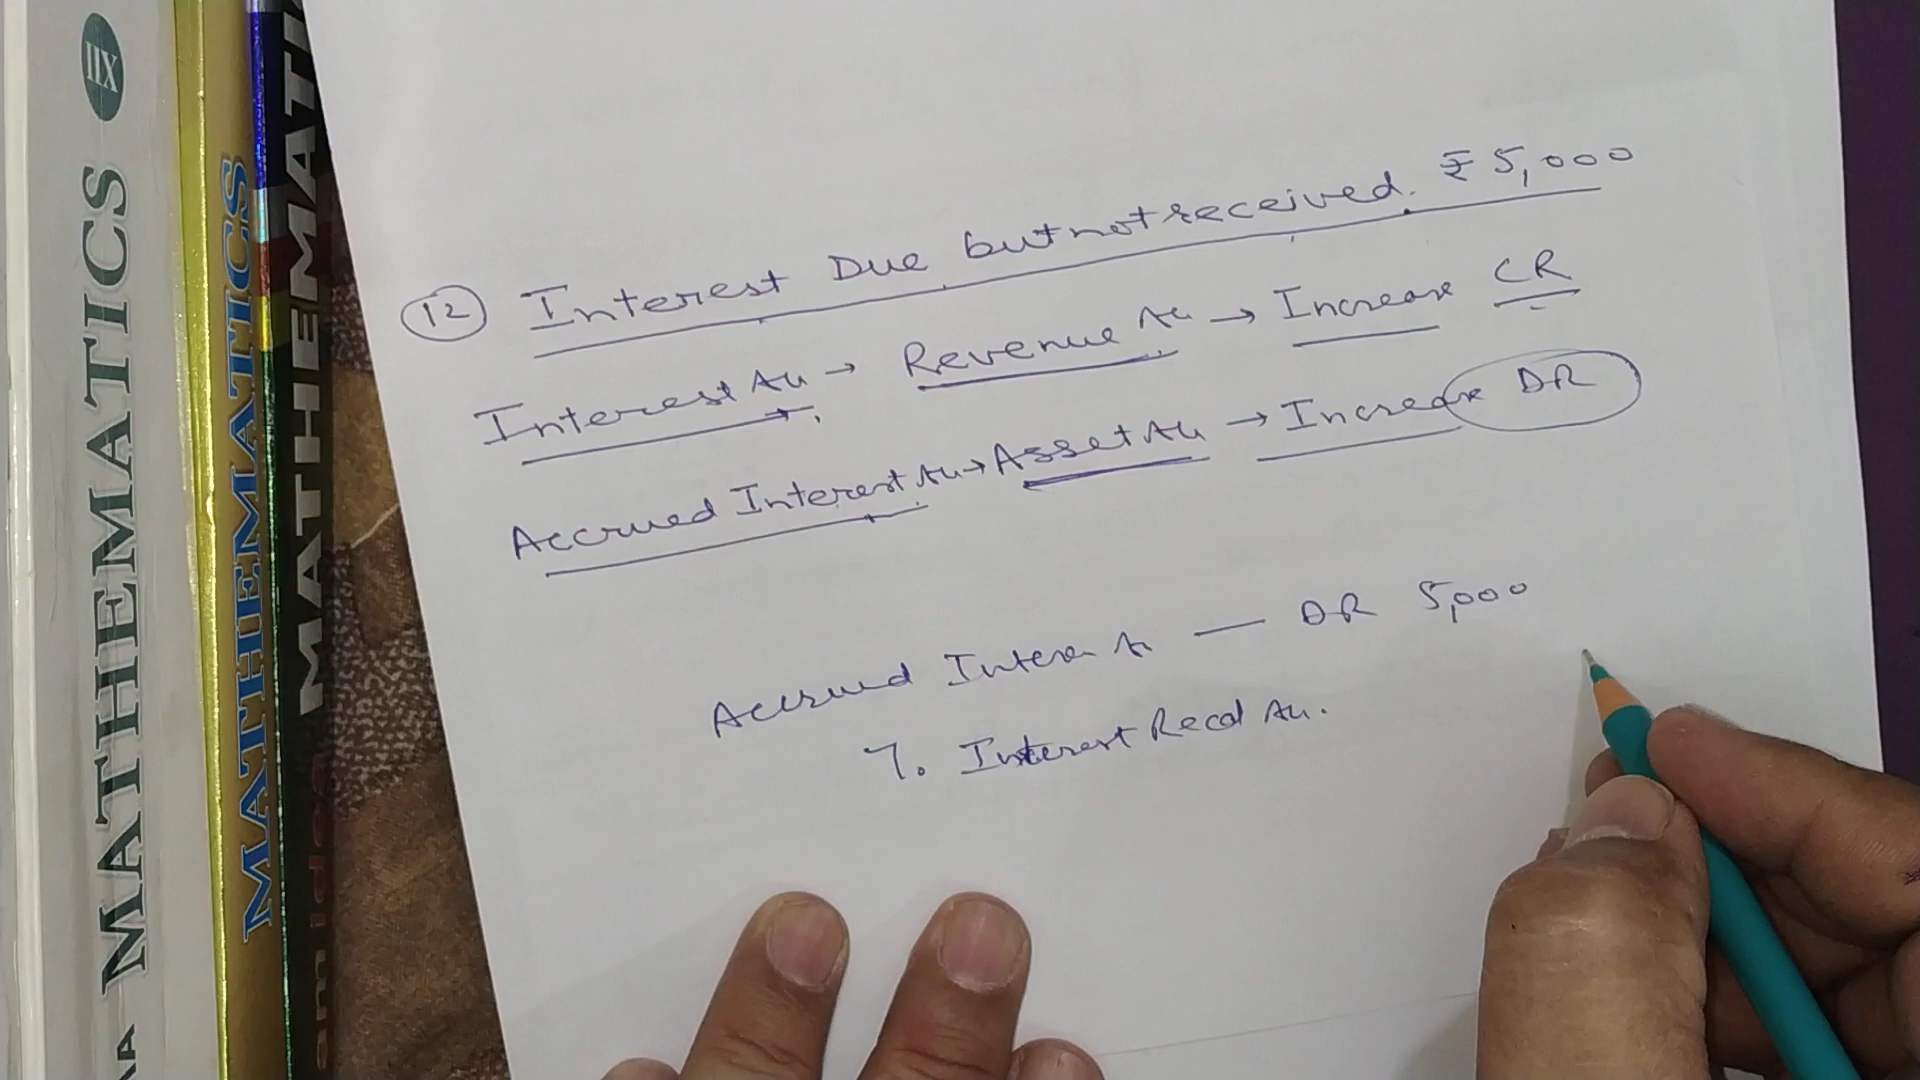 XII
MATHEMATICS
MATHEMATICS
MATHEMATI
12 Interest Due but not received. ₹ 5,000
Interest A/c → Revenue A/c → Increase CR
Accrued Interest A/c → Asset A/c → Increase DR
Accrued Interest A/c — DR 5,000
To Interest Recd A/c.